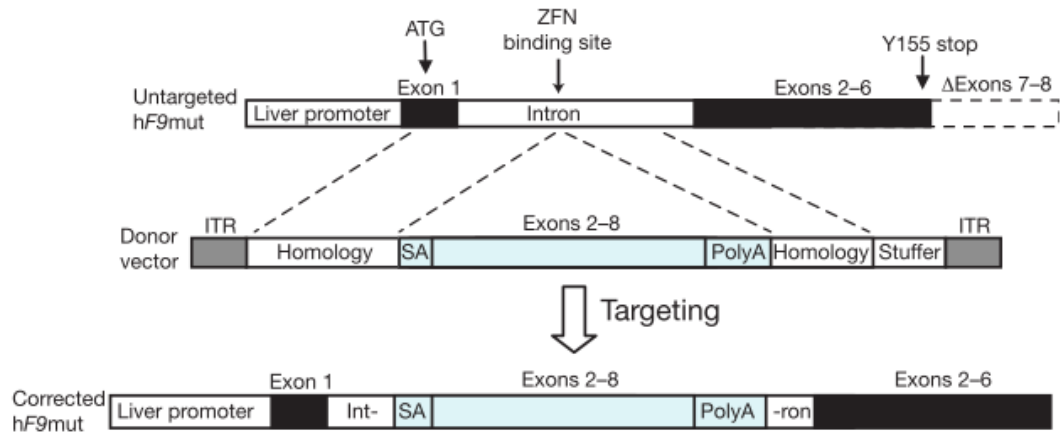 ATG
ZFN
binding site
Y155 stop
Exon 1
Exons 2–6
ΔExons 7–8
Untargeted
hF9mut
Liver promoter
Intron
ITR
Exons 2–8
ITR
Donor
vector
Homology
SA
PolyA
Homology
Stuffer
Targeting
Exon 1
Exons 2–8
Exons 2–6
Corrected
hF9mut
Liver promoter
Int-
SA
PolyA
-ron